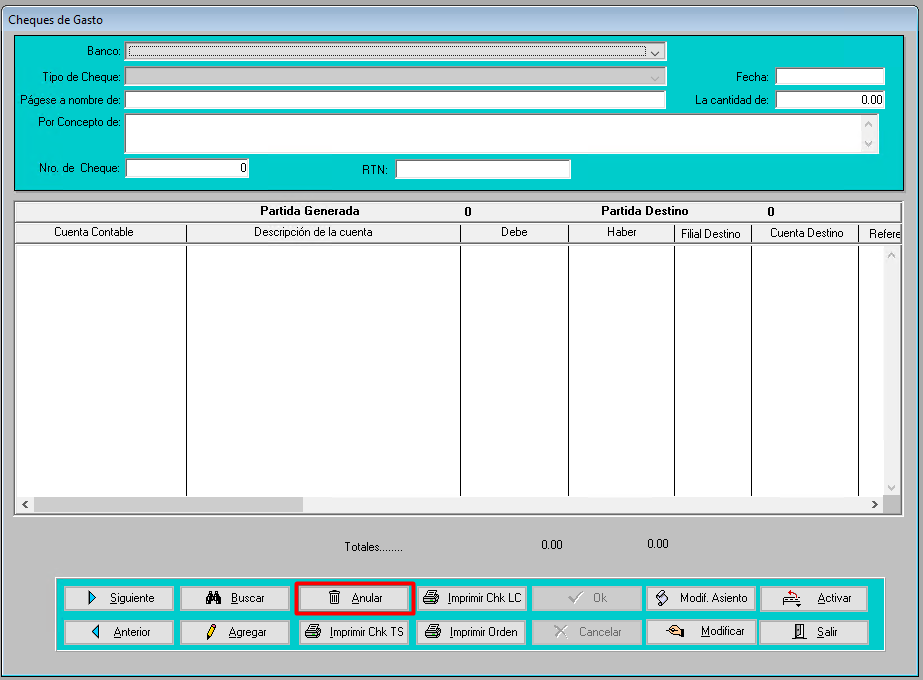 Cheques de Gasto
Banco:
Tipo de Cheque:
Fecha:
Págese a nombre de:
La cantidad de:
0.00
Por Concepto de:
Nro. de Cheque:
0
RTN:
Partida Generada
0
Partida Destino
0
Cuenta Contable
Descripción de la cuenta
Debe
Haber
Filial Destino
Cuenta Destino
Refere
Totales........
0.00
0.00
Siguiente
Buscar
Anular
Imprimir Chk LC
Ok
Modif. Asiento
Activar
Anterior
Agregar
Imprimir Chk TS
Imprimir Orden
Cancelar
Modificar
Salir